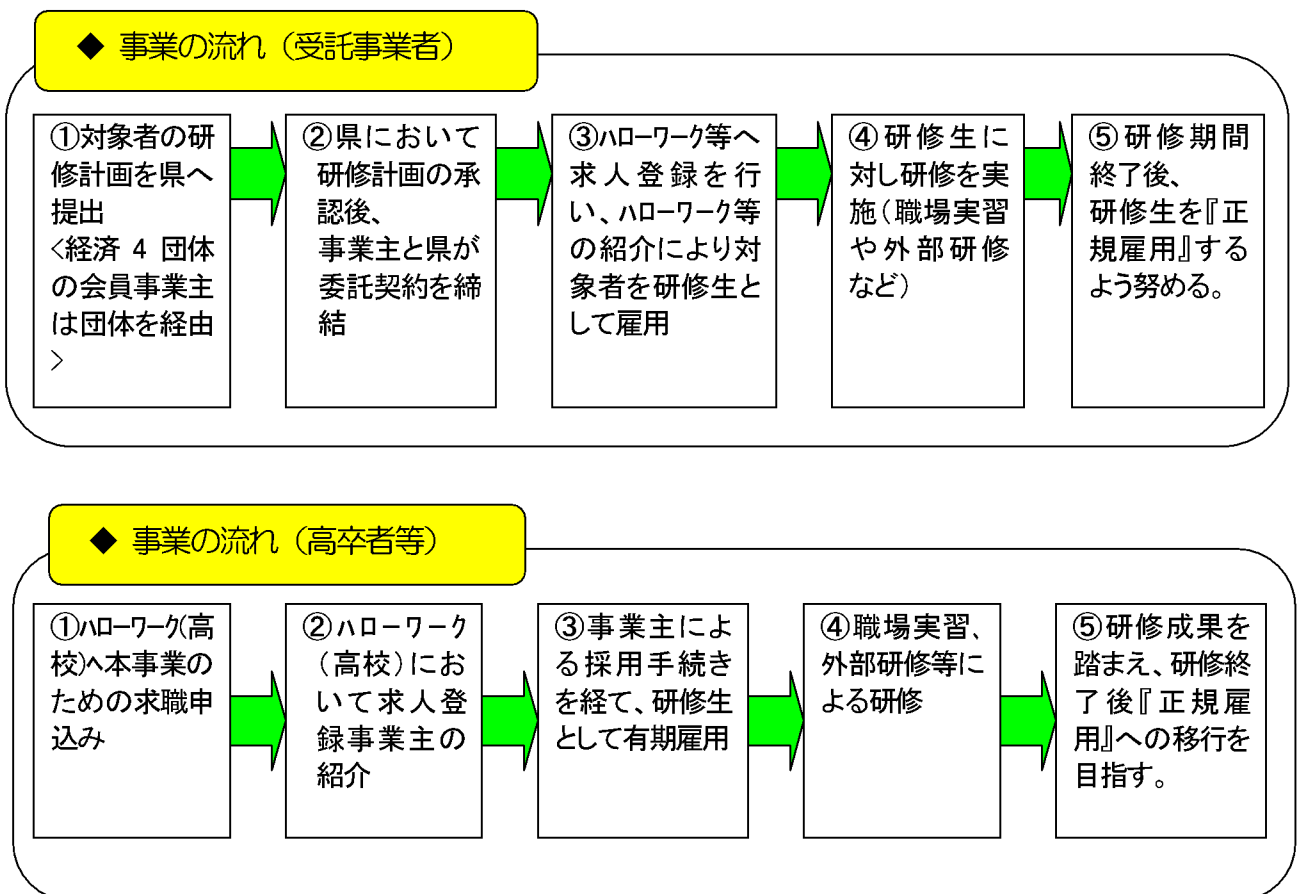 ◆ 事業の流れ（受託事業者）
①対象者の研
修計画を県へ
提出
<経済 4 団体
の会員事業主
は団体を経由
>
②県において
研修計画の承
認後、
事業主と県が
委託契約を締
結
③ﾊﾛｰﾜｰｸ等へ
求人登録を行
い、ﾊﾛｰﾜｰｸ等
の紹介により対
象者を研修生と
して雇用
④研修生に
対し研修を実
施（職場実習
や外部研修
など）
⑤研修期間
終了後、
研修生を『正
規雇用』する
よう努める。
◆ 事業の流れ（高卒者等）
①ﾊﾛｰﾜｰｸ(高
校)へ本事業の
ための求職申
込み
②ハローワーク
（高校）にお
いて求人登
録事業主の
紹介
③事業主によ
る採用手続き
を経て、研修生
として有期雇用
④職場実習、
外部研修等に
よる研修
⑤研修成果を
踏まえ、研修終
了後『正規雇
用』への移行を
目指す。